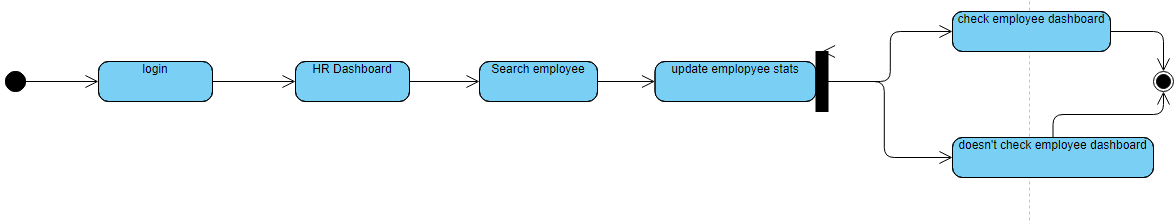 login
HR Dashboard
Search employee
update emplopyee stats
check employee dashboard
doesn't check employee dashboard